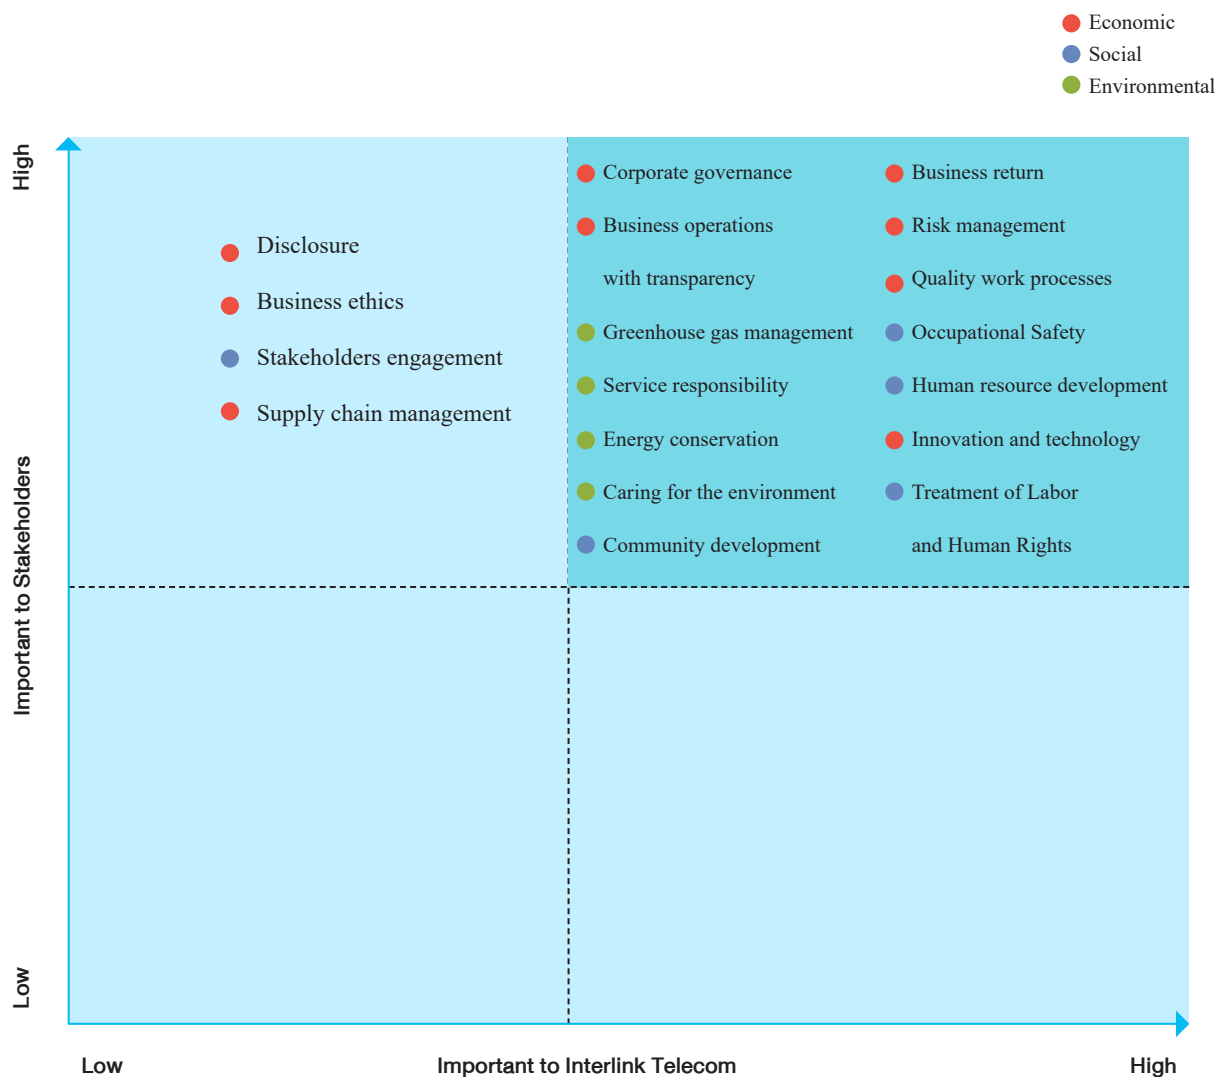 Economic
Social
Environmental
High
Important to Stakeholders
Low
Disclosure
Business ethics
Stakeholders engagement
Supply chain management
Corporate governance
Business operations
with transparency
Greenhouse gas management
Service responsibility
Energy conservation
Caring for the environment
Community development
Business return
Risk management
Quality work processes
Occupational Safety
Human resource development
Innovation and technology
Treatment of Labor
and Human Rights
Low
Important to Interlink Telecom
High